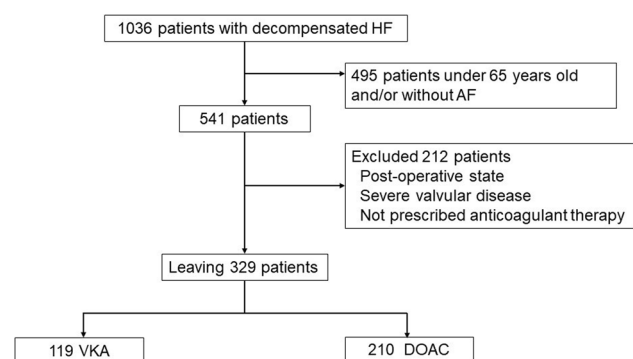 1036 patients with decompensated HF
495 patients under 65 years old
and/or without AF
541 patients
Excluded 212 patients
Post-operative state
Severe valvular disease
Not prescribed anticoagulant therapy
Leaving 329 patients
119 VKA
210 DOAC